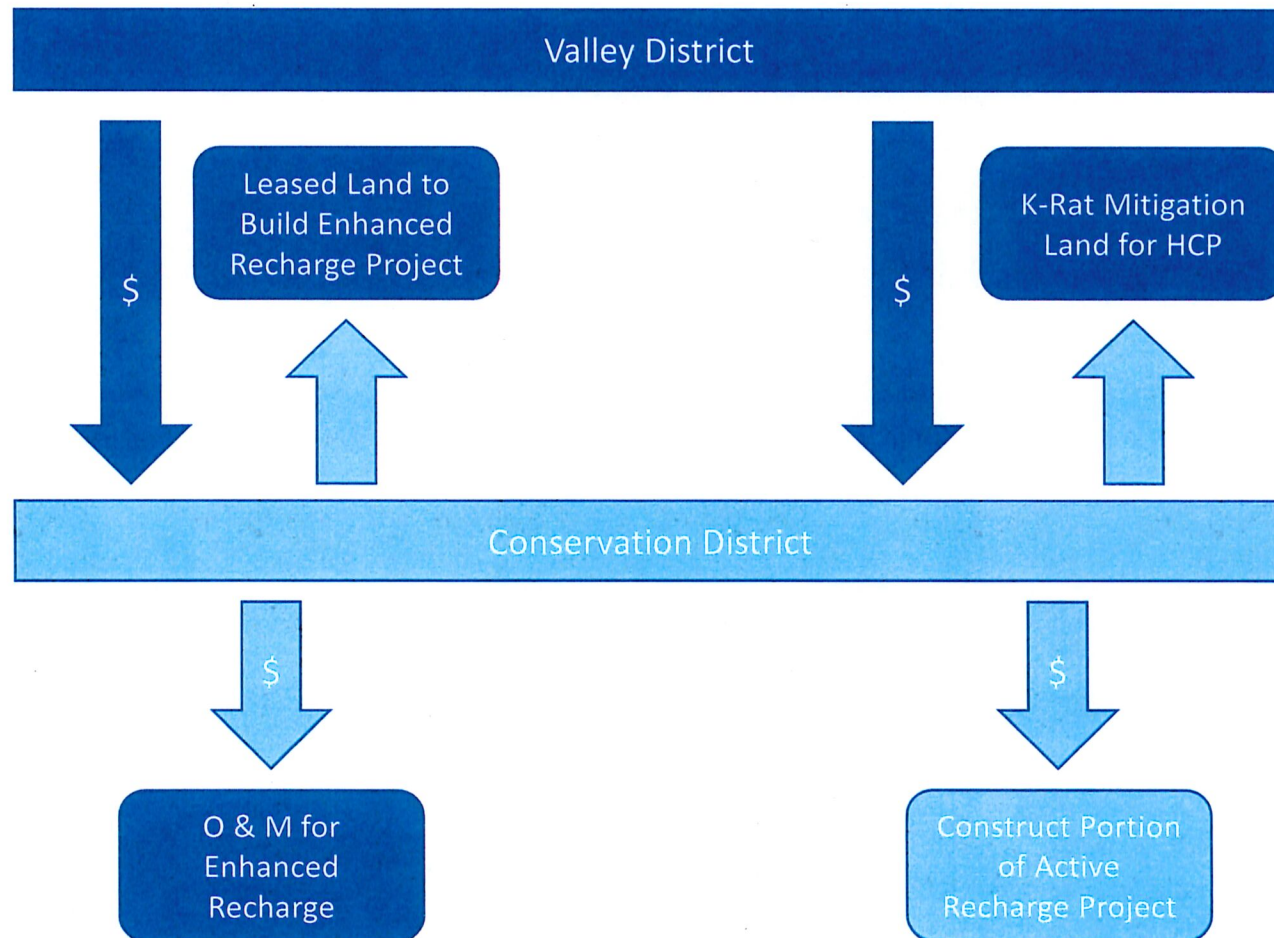 Valley District
$
Leased Land to
Build Enhanced
Recharge Project
$
K-Rat Mitigation
Land for HCP
Conservation District
$
$
O & M for
Enhanced
Recharge
Construct Portion
of Active
Recharge Project